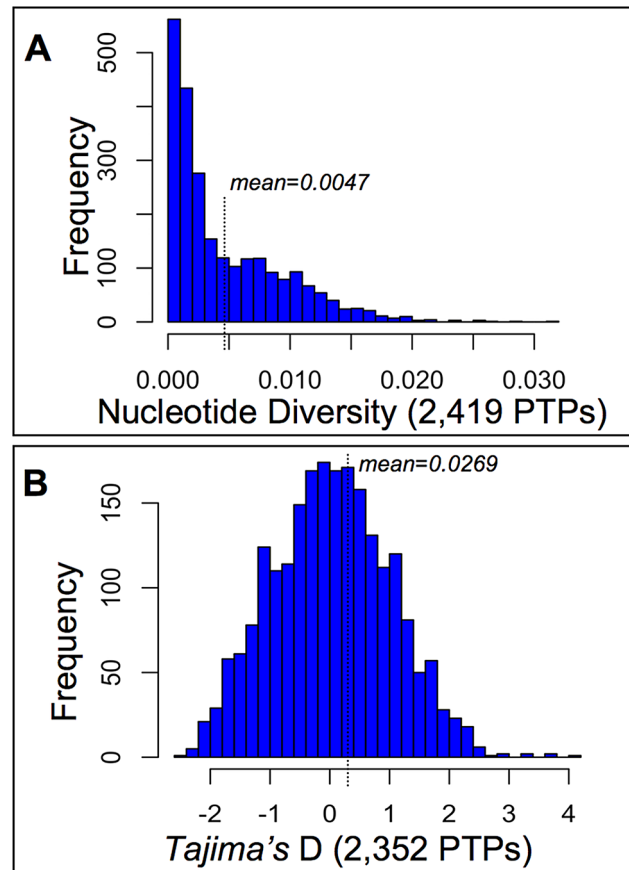 A
500
300
100
0
Frequency
mean=0.0047
0.000 0.010 0.020 0.030
Nucleotide Diversity (2,419 PTPs)
B
150
100
50
0
Frequency
mean=0.0269
-2 -1 0 1 2 3 4
Tajima's D (2,352 PTPs)